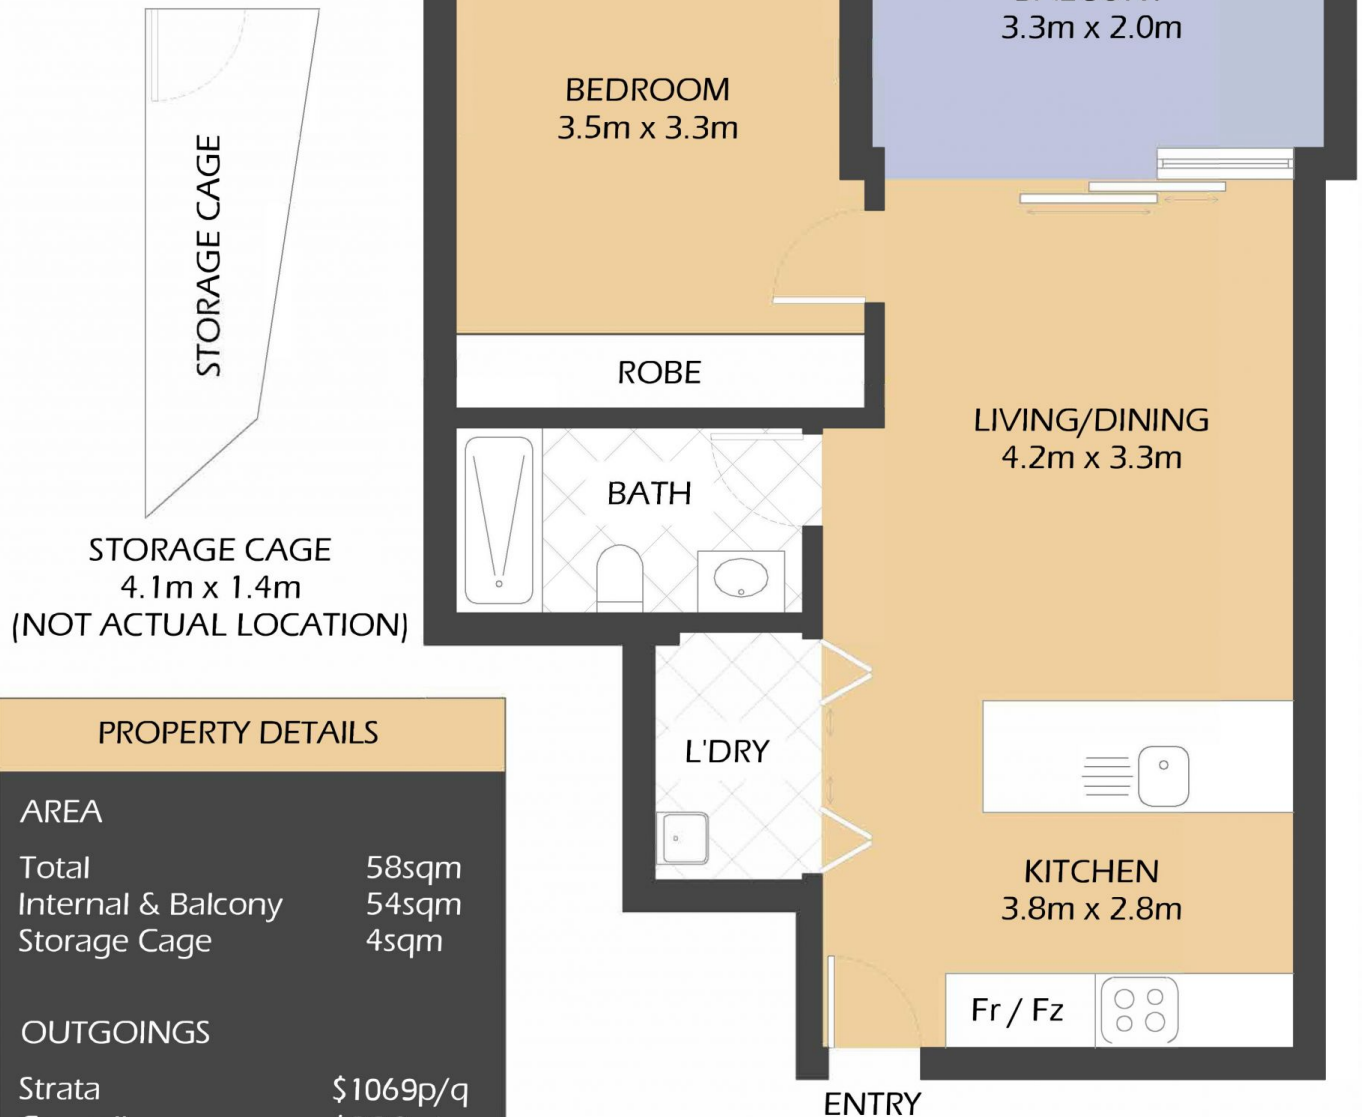 3.3m x 2.0m
BEDROOM
3.5m x 3.3m
STORAGE CAGE
ROBE
LIVING/DINING
4.2m x 3.3m
BATH
STORAGE CAGE
4.1m x 1.4m
(NOT ACTUAL LOCATION)
L'DRY
KITCHEN
3.8m x 2.8m
Fr / Fz
ENTRY
PROPERTY DETAILS
AREA
Total 58sqm
Internal & Balcony 54sqm
Storage Cage 4sqm
OUTGOINGS
Strata $1069p/q